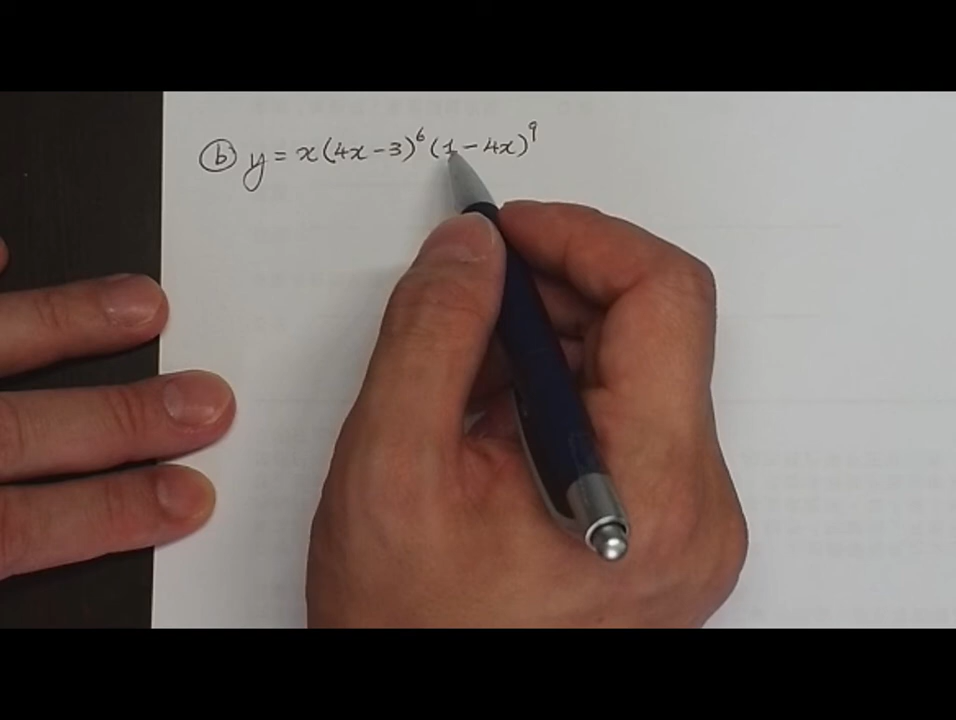 ⓑ y = x(4x − 3)⁶ (1 − 4x)⁹